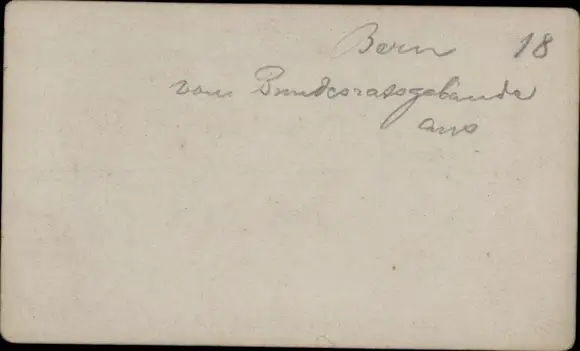 Bern 18
vom Bundesratsgebäude
aus